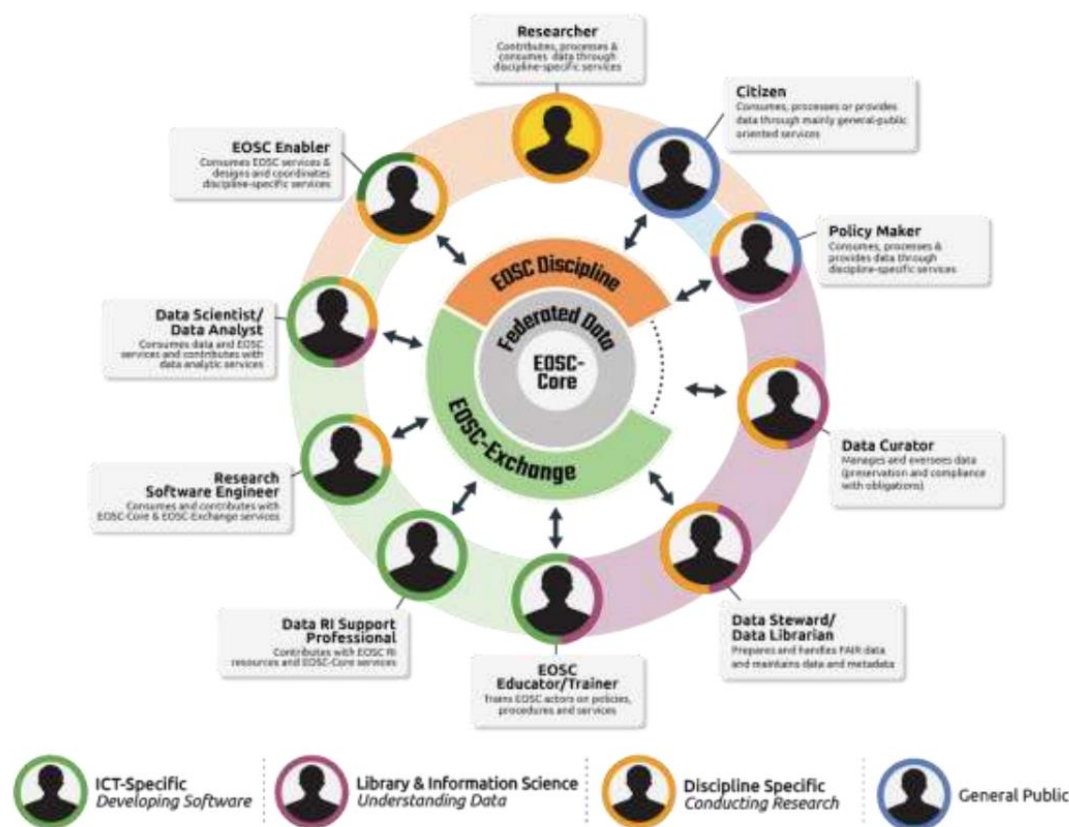 Researcher
Contributes, processes &
consumes data through
discipline-specific services
Citizen
Consumes, processes or provides
data through mainly general-public
oriented services
EOSC Enabler
Consumes EOSC services &
designs and coordinates
discipline-specific services
Policy Maker
Consumes, processes &
provides data through
discipline-specific services
EOSC Discipline
Federated Data
EOSC-
Core
EOSC-Exchange
Data Scientist/
Data Analyst
Consumes data and EOSC
services and contributes with
data analytic services
Data Curator
Manages and oversees data
(preservation and compliance
with obligations)
Research
Software Engineer
Consumes and contributes with
EOSC-Core & EOSC-Exchange services
Data RI Support
Professional
Contributes with EOSC RI
resources and EOSC-Core services
EOSC
Educator/Trainer
Trains EOSC actors on policies,
procedures and services
Data Steward/
Data Librarian
Prepares and handles FAIR data
and maintains data and metadata
ICT-Specific
Developing Software
Library & Information Science
Understanding Data
Discipline Specific
Conducting Research
General Public